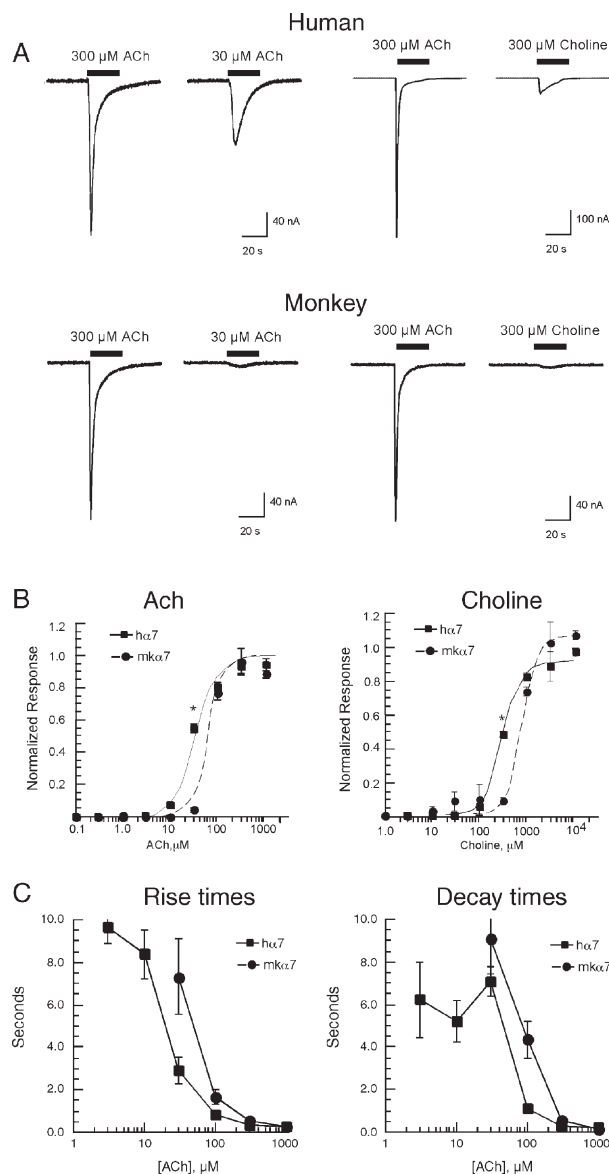 Human
A
300 µM ACh
30 µM ACh
300 µM ACh
300 µM Choline
40 nA
20 s
100 nA
20 s
Monkey
300 µM ACh
30 µM ACh
300 µM ACh
300 µM Choline
40 nA
20 s
40 nA
20 s
B
Ach
Choline
Normalized Response
1.0
0.8
0.6
0.4
0.2
hα7
mkα7
*
0.1 1.0 10 100 1000
ACh,µM
Normalized Response
1.2
1.0
0.8
0.6
0.4
0.2
hα7
mkα7
*
1.0 10 100 1000 10⁴
Choline, µM
C
Rise times
Decay times
Seconds
10.0
8.0
6.0
4.0
2.0
0.0
hα7
mkα7
1 10 100 1000
[ACh], µM
Seconds
10.0
8.0
6.0
4.0
2.0
0.0
hα7
mkα7
1 10 100 1000
[ACh], µM